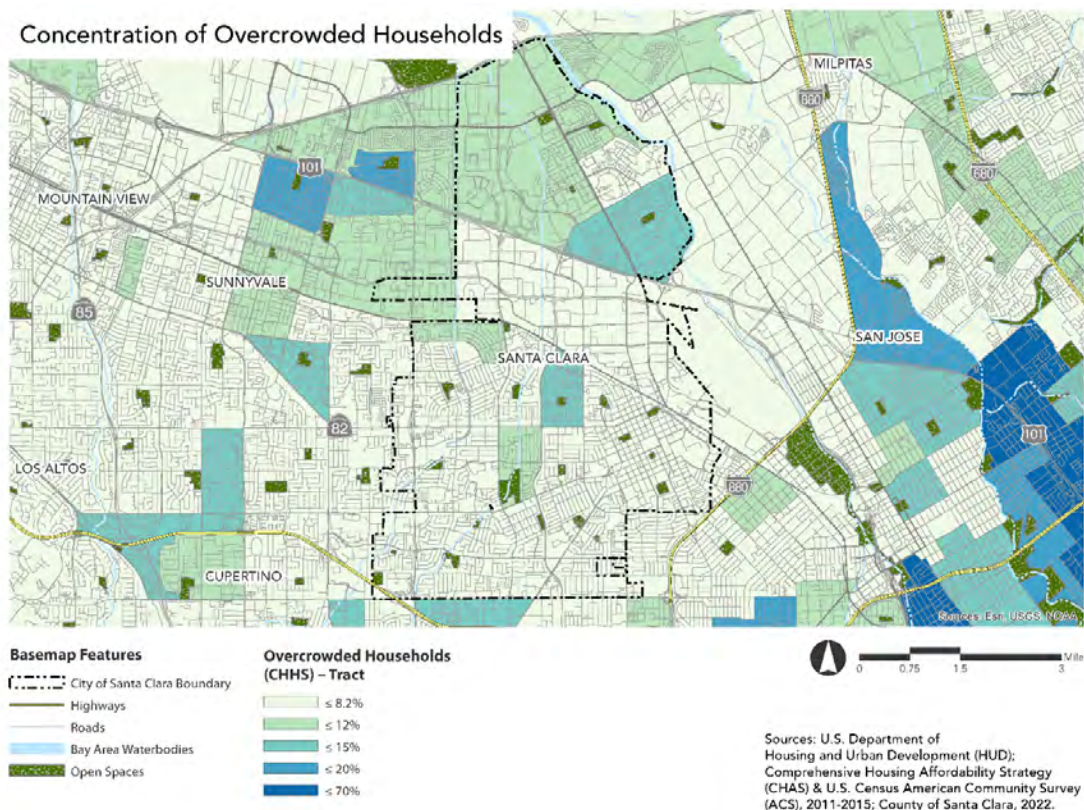 Concentration of Overcrowded Households
MILPITAS
880
680
101
MOUNTAIN VIEW
SUNNYVALE
85
SANTA CLARA
SAN JOSE
82
101
LOS ALTOS
880
CUPERTINO
Sources: Esri, USGS, NOAA
Basemap Features
City of Santa Clara Boundary
Highways
Roads
Bay Area Waterbodies
Open Spaces
Overcrowded Households
(CHHS) – Tract
≤ 8.2%
≤ 12%
≤ 15%
≤ 20%
≤ 70%
Mile
0 0.75 1.5 3
Sources: U.S. Department of
Housing and Urban Development (HUD);
Comprehensive Housing Affordability Strategy
(CHAS) & U.S. Census American Community Survey
(ACS), 2011-2015; County of Santa Clara, 2022.